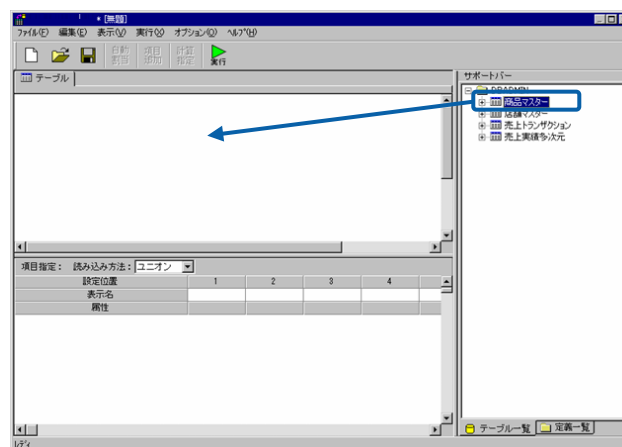 * [無題]
ファイル(F) 編集(E) 表示(V) 実行(X) オプション(O) ヘルプ(H)
自動割当 項目追加 計算指定 実行
テーブル
サポートバー
DBADMIN
商品マスター
店舗マスター
売上トランザクション
売上実績多次元
項目指定： 読み込み方法： ユニオン
設定位置 1 2 3 4
表示名
属性
テーブル一覧 定義一覧
レディ